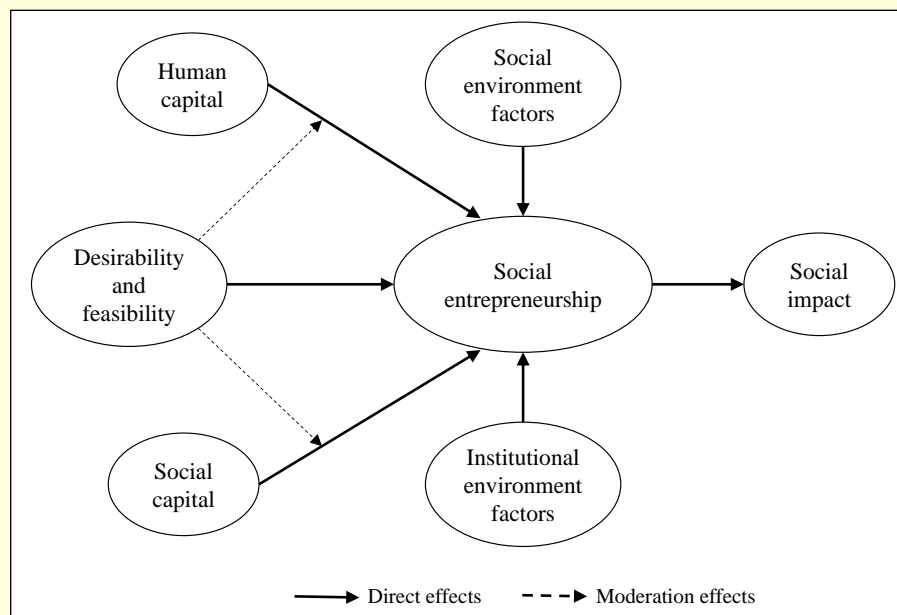 Human
capital
Social
environment
factors
Desirability
and
feasibility
Social
entrepreneurship
Social
impact
Social
capital
Institutional
environment
factors
Direct effects
Moderation effects